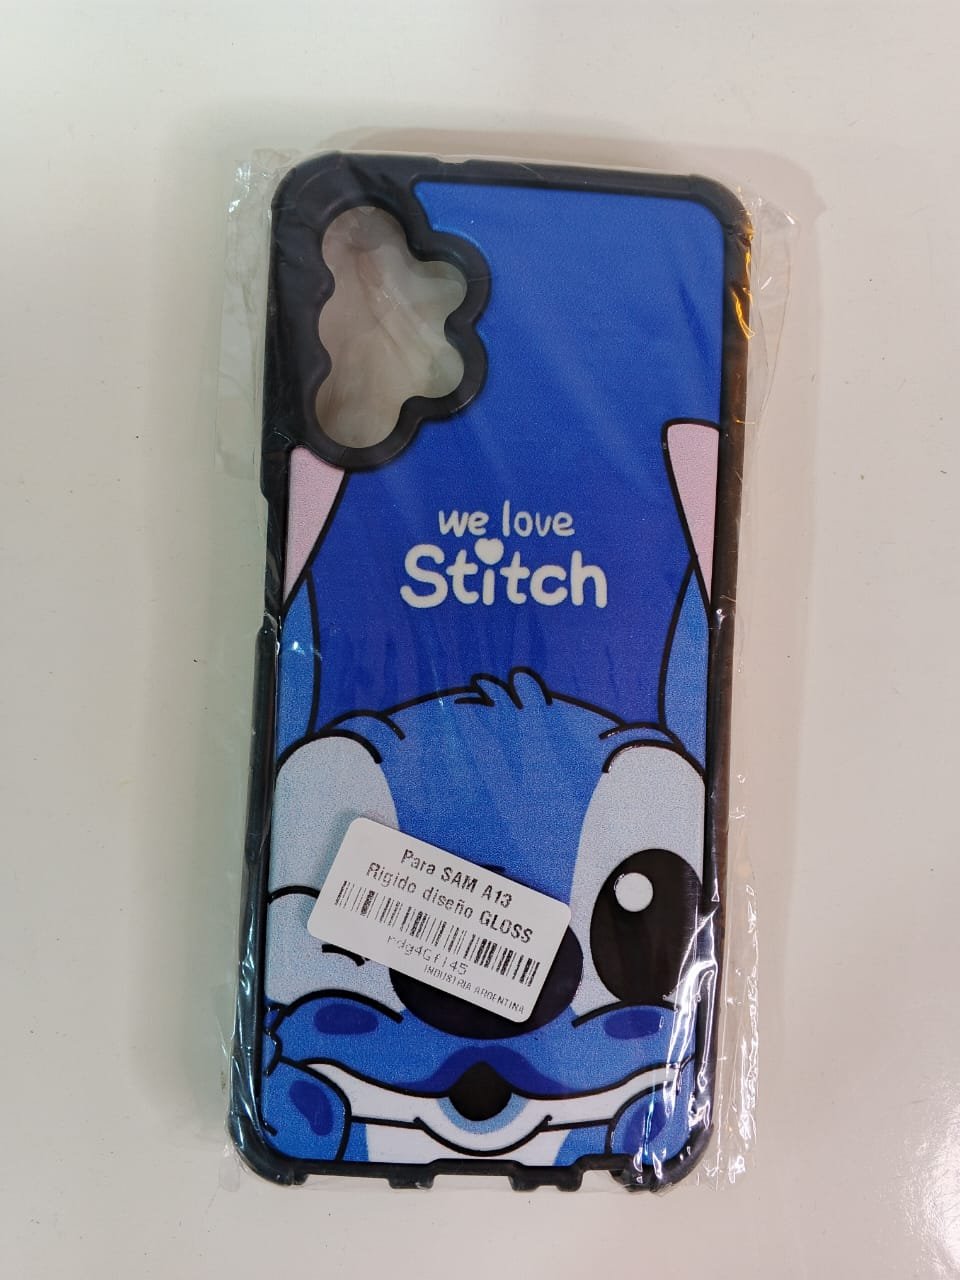 we love
Stitch
Para SAM A13
Rigido diseño GLOSS
INDUSTRIA ARGENTINA